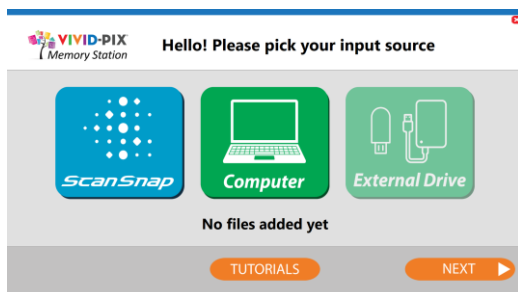 VIVID-PIX
Memory Station
Hello! Please pick your input source
ScanSnap
Computer
External Drive
No files added yet
TUTORIALS
NEXT